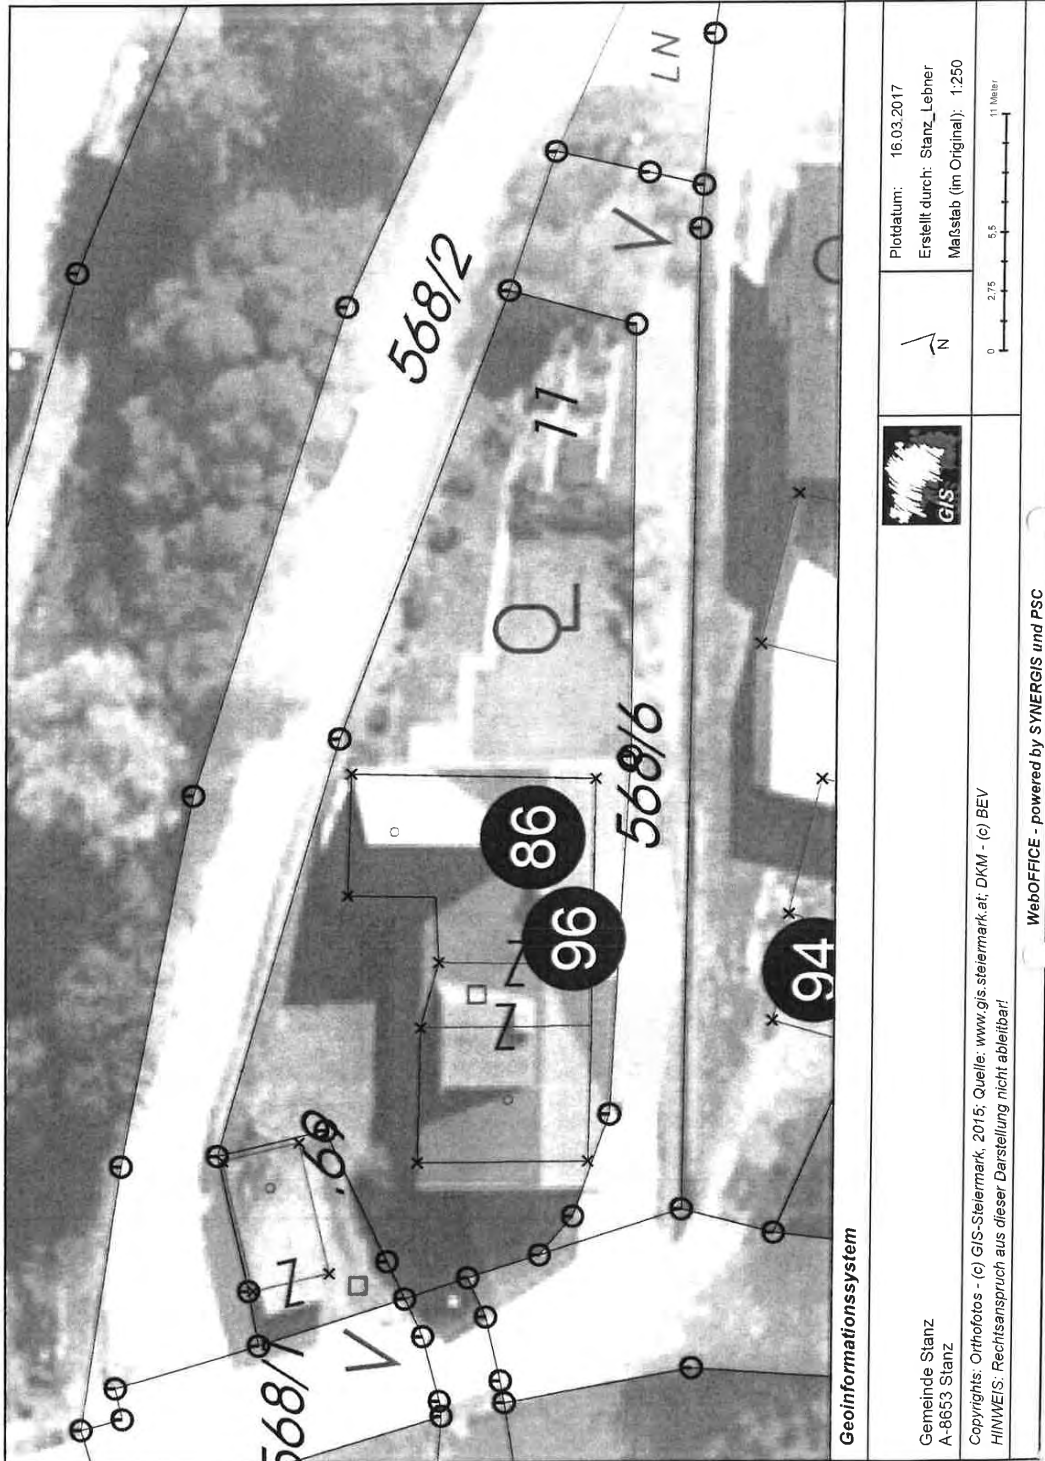 LN
V
568/2
11
Q
568/6
86
96
Z
Z
94
.69
Z
V
568/1
Geoinformationssystem
Gemeinde Stanz
A-8653 Stanz
GIS
N
Plotdatum: 16.03.2017
Erstellt durch: Stanz_Lebner
Maßstab (im Original): 1:250
0 2,75 5,5 11 Meter
Copyrights: Orthofotos - (c) GIS-Steiermark, 2015; Quelle: www.gis.steiermark.at; DKM - (c) BEV
HINWEIS: Rechtsanspruch aus dieser Darstellung nicht ableitbar!
WebOFFICE - powered by SYNERGIS und PSC